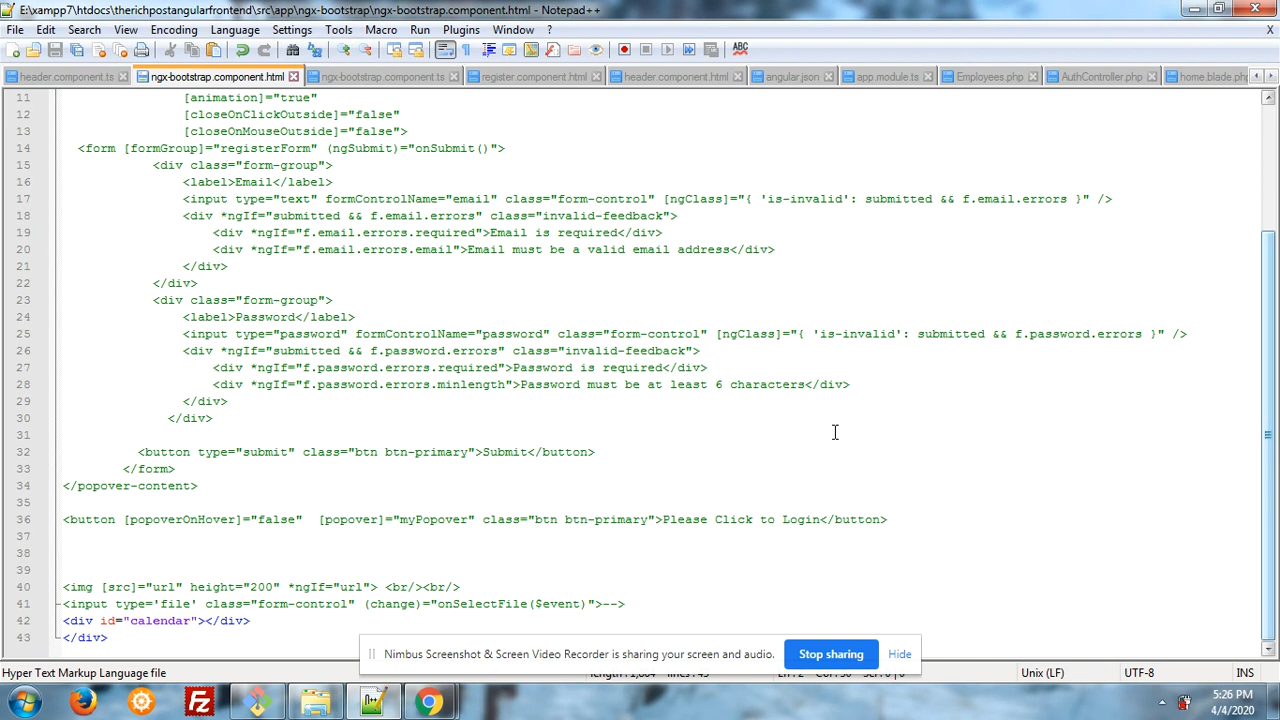 E:\xampp7\htdocs\therichpostangularfrontend\src\app\ngx-bootstrap\ngx-bootstrap.component.html - Notepad++
File Edit Search View Encoding Language Settings Tools Macro Run Plugins Window ? X
header.component.ts ngx-bootstrap.component.html ngx-bootstrap.component.ts register.component.html header.component.html angular.json app.module.ts Employees.php AuthController.php home.blade.php
11 [animation]="true"
12 [closeOnClickOutside]="false"
13 [closeOnMouseOutside]="false">
14 <form [formGroup]="registerForm" (ngSubmit)="onSubmit()">
15 <div class="form-group">
16 <label>Email</label>
17 <input type="text" formControlName="email" class="form-control" [ngClass]="{ 'is-invalid': submitted && f.email.errors }" />
18 <div *ngIf="submitted && f.email.errors" class="invalid-feedback">
19 <div *ngIf="f.email.errors.required">Email is required</div>
20 <div *ngIf="f.email.errors.email">Email must be a valid email address</div>
21 </div>
22 </div>
23 <div class="form-group">
24 <label>Password</label>
25 <input type="password" formControlName="password" class="form-control" [ngClass]="{ 'is-invalid': submitted && f.password.errors }" />
26 <div *ngIf="submitted && f.password.errors" class="invalid-feedback">
27 <div *ngIf="f.password.errors.required">Password is required</div>
28 <div *ngIf="f.password.errors.minlength">Password must be at least 6 characters</div>
29 </div>
30 </div>
31
32 <button type="submit" class="btn btn-primary">Submit</button>
33 </form>
34 </popover-content>
35
36 <button [popoverOnHover]="false" [popover]="myPopover" class="btn btn-primary">Please Click to Login</button>
37
38
39
40 <img [src]="url" height="200" *ngIf="url"> <br/><br/>
41 <input type='file' class="form-control" (change)="onSelectFile($event)">-->
42 <div id="calendar"></div>
43 </div>
Nimbus Screenshot & Screen Video Recorder is sharing your screen and audio. Stop sharing Hide
Hyper Text Markup Language file Unix (LF) UTF-8 INS
5:26 PM
4/4/2020